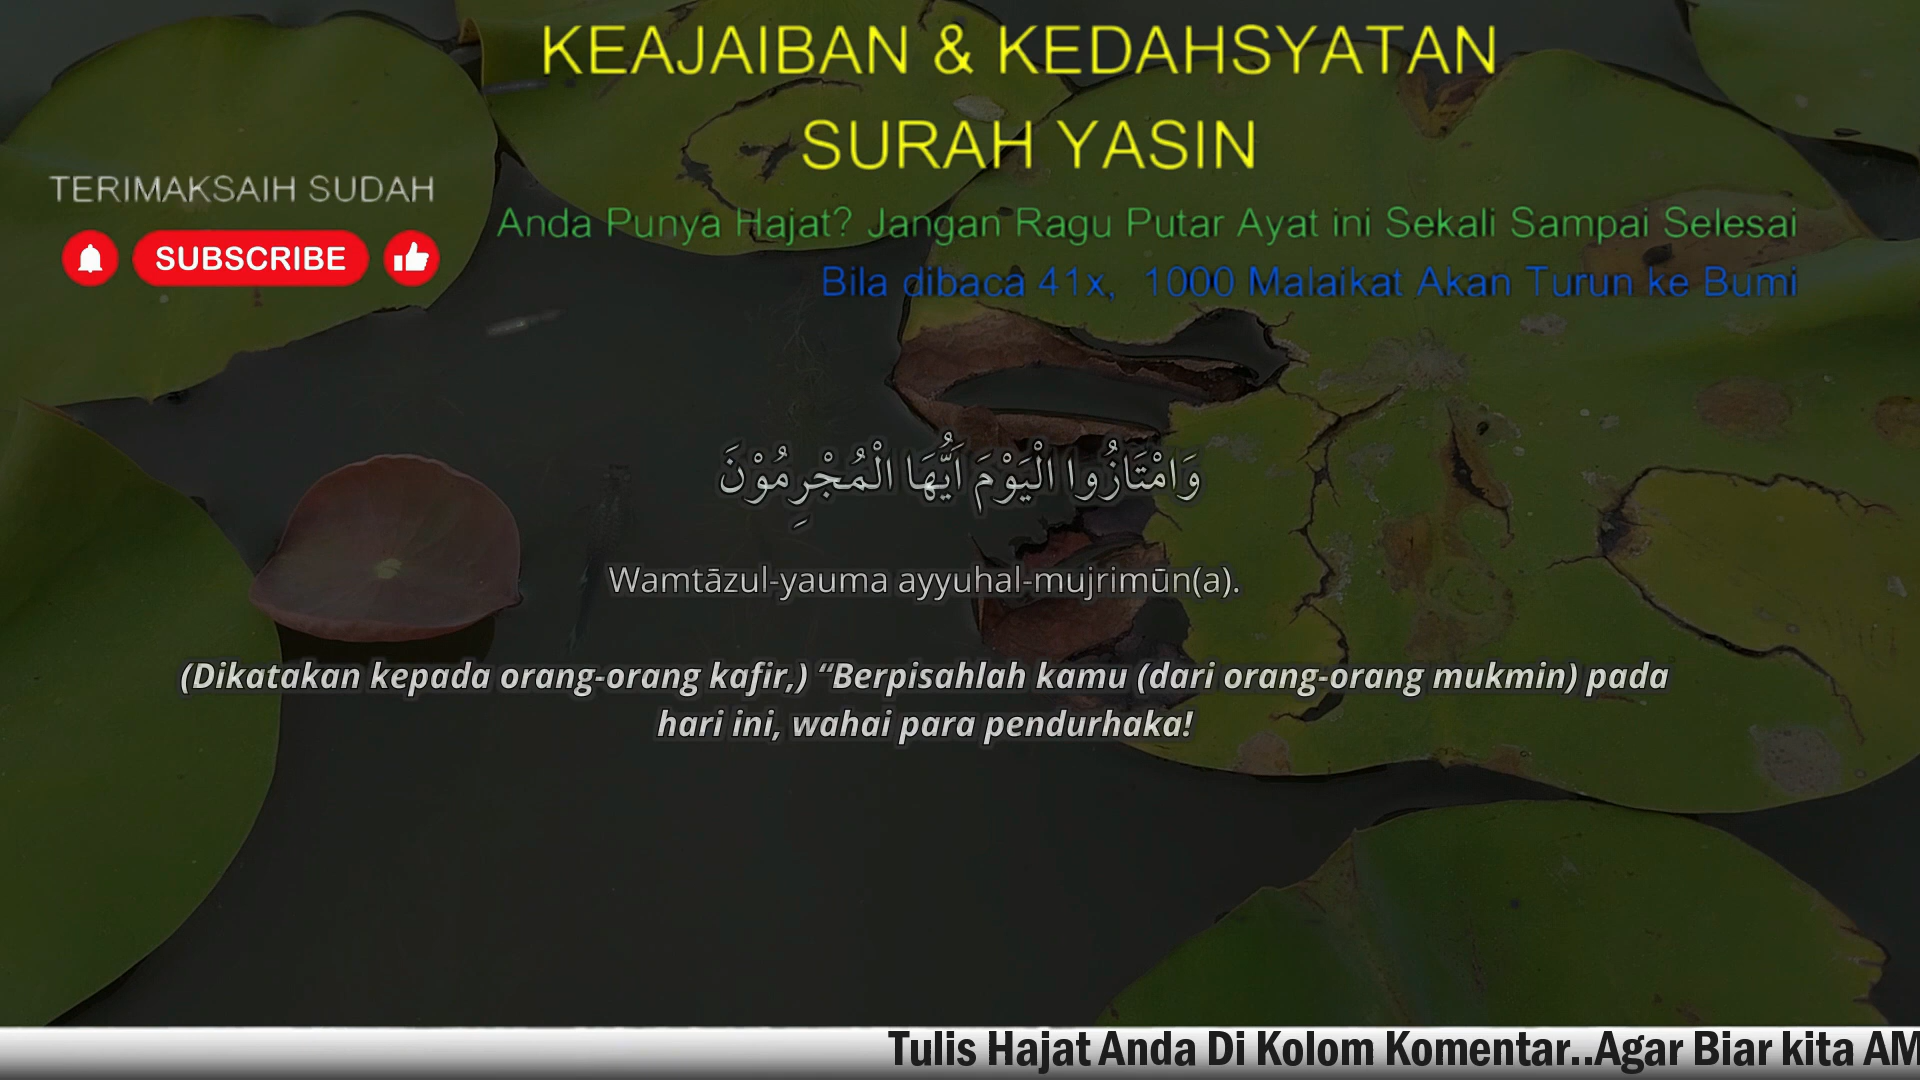 KEAJAIBAN & KEDAHSYATAN
SURAH YASIN
TERIMAKSAIH SUDAH
SUBSCRIBE
Anda Punya Hajat? Jangan Ragu Putar Ayat ini Sekali Sampai Selesai
Bila dibaca 41x, 1000 Malaikat Akan Turun ke Bumi
وَامْتَازُوا الْيَوْمَ اَيُّهَا الْمُجْرِمُوْنَ
Wamtāzul-yauma ayyuhal-mujrimūn(a).
(Dikatakan kepada orang-orang kafir,) “Berpisahlah kamu (dari orang-orang mukmin) pada
hari ini, wahai para pendurhaka!
Tulis Hajat Anda Di Kolom Komentar..Agar Biar kita AM